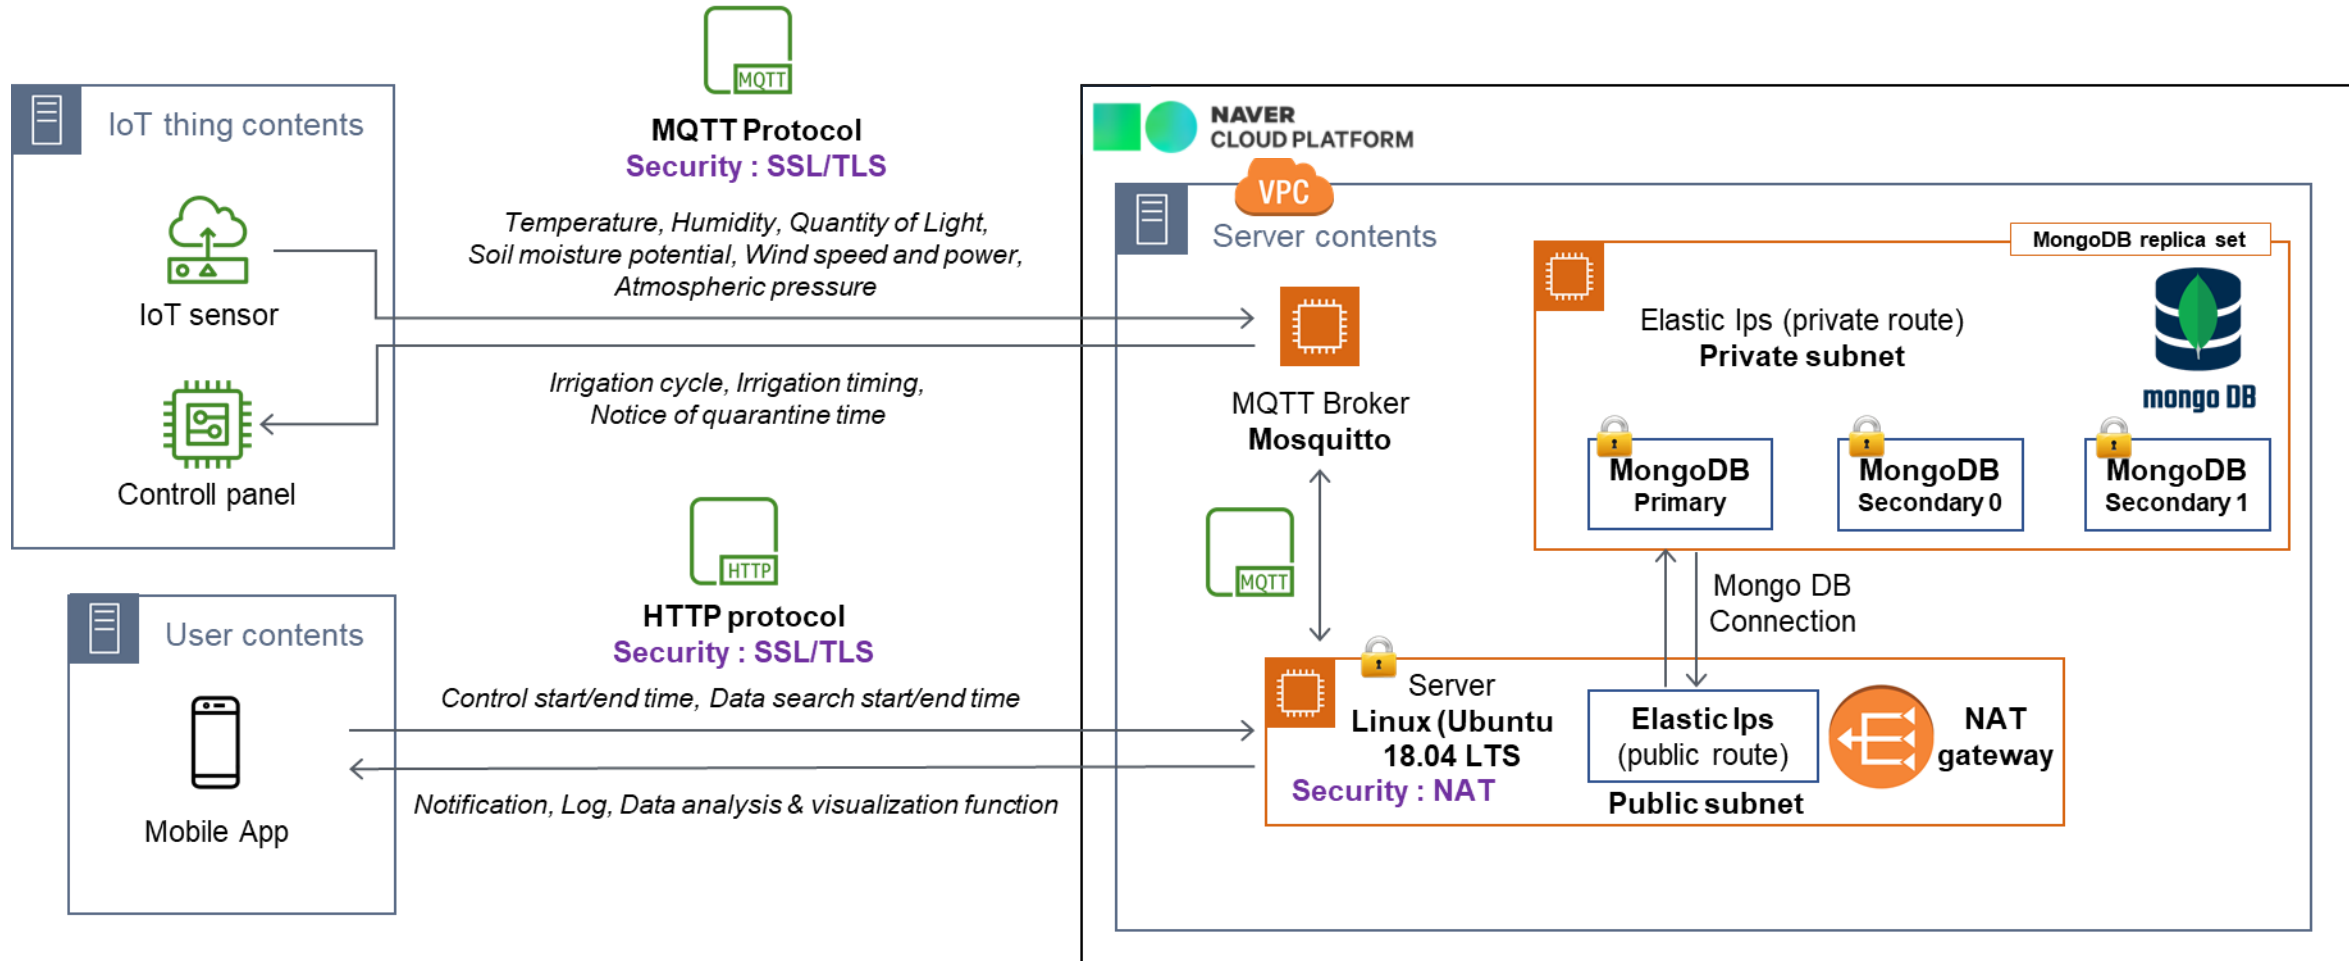 MQTT
MQTT Protocol
Security : SSL/TLS
IoT thing contents
IoT sensor
Controll panel
Temperature, Humidity, Quantity of Light,
Soil moisture potential, Wind speed and power,
Atmospheric pressure
Irrigation cycle, Irrigation timing,
Notice of quarantine time
HTTP
HTTP protocol
Security : SSL/TLS
User contents
Mobile App
Control start/end time, Data search start/end time
Notification, Log, Data analysis & visualization function
NAVER
CLOUD PLATFORM
VPC
Server contents
MQTT Broker
Mosquitto
MQTT
MongoDB replica set
Elastic Ips (private route)
Private subnet
mongo DB
MongoDB
Primary
MongoDB
Secondary 0
MongoDB
Secondary 1
Mongo DB
Connection
Server
Linux (Ubuntu
18.04 LTS
Security : NAT
Elastic Ips
(public route)
Public subnet
NAT
gateway